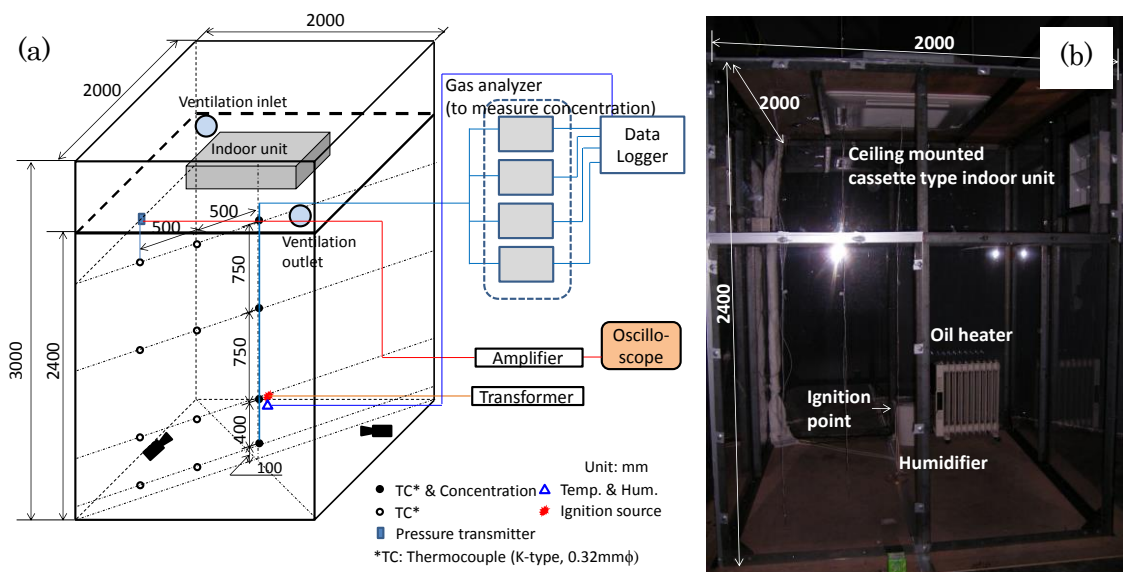 (a)
2000
2000
Ventilation inlet
Indoor unit
500
500
Ventilation
outlet
750
750
400
100
3000
2400
Gas analyzer
(to measure concentration)
Data
Logger
Amplifier
Oscillo-
scope
Transformer
Unit: mm
TC* & Concentration
Temp. & Hum.
TC*
Ignition source
Pressure transmitter
*TC: Thermocouple (K-type, 0.32mmϕ)
(b)
2000
2000
2400
Ceiling mounted
cassette type indoor unit
Oil heater
Ignition
point
Humidifier